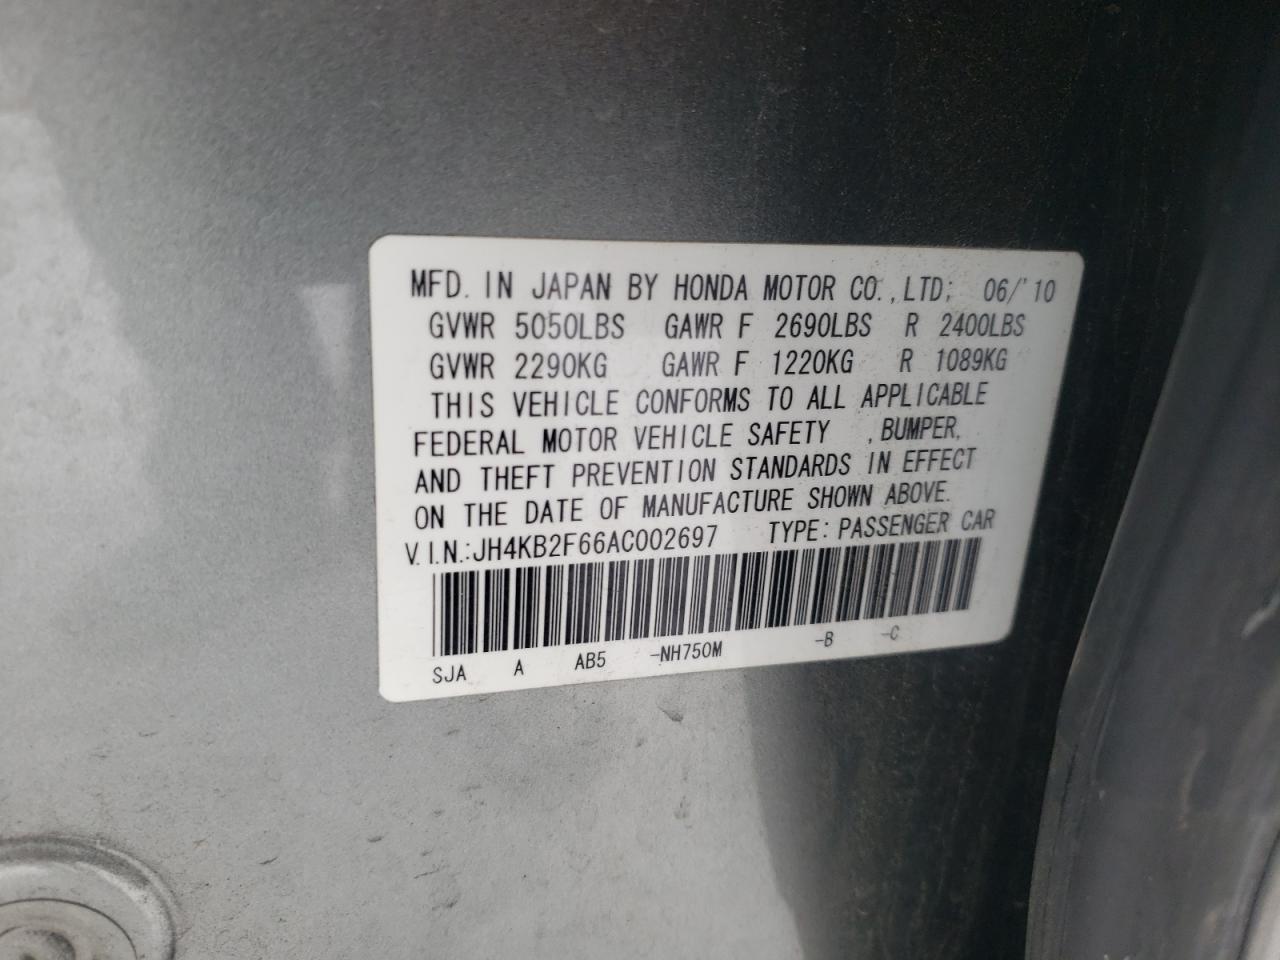 MFD. IN JAPAN BY HONDA MOTOR CO.,LTD; 06/'10
GVWR 5050LBS GAWR F 2690LBS R 2400LBS
GVWR 2290KG GAWR F 1220KG R 1089KG
THIS VEHICLE CONFORMS TO ALL APPLICABLE
FEDERAL MOTOR VEHICLE SAFETY ,BUMPER,
AND THEFT PREVENTION STANDARDS IN EFFECT
ON THE DATE OF MANUFACTURE SHOWN ABOVE.
V.I.N.:JH4KB2F66AC002697 TYPE:PASSENGER CAR
SJA A AB5 -NH750M -B -C